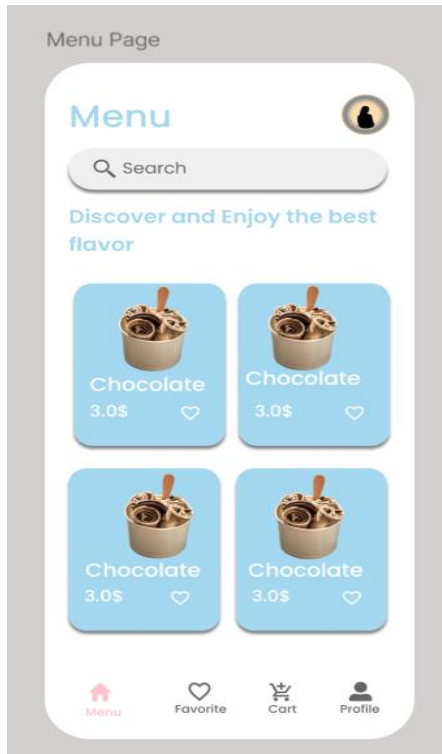 Menu Page
Menu
Search
Discover and Enjoy the best
flavor
Chocolate
3.0$
Chocolate
3.0$
Chocolate
3.0$
Chocolate
3.0$
Menu
Favorite
Cart
Profile